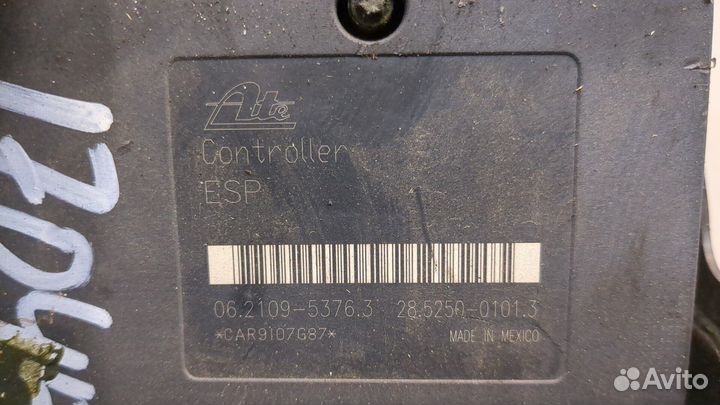 Ate
Controller
ESP
06.2109-5376.3 28.5250-0101.3
*CAR9107G87*
MADE IN MEXICO
Avito